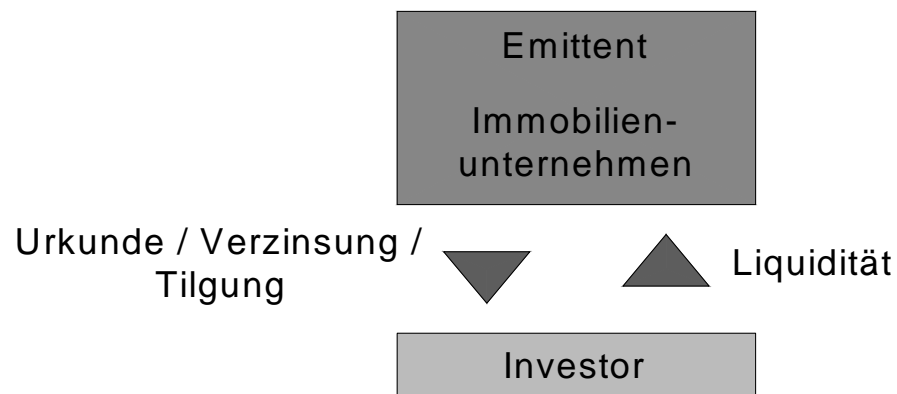 Emittent
Immobilien-
unternehmen
Urkunde / Verzinsung /
Tilgung
Liquidität
Investor